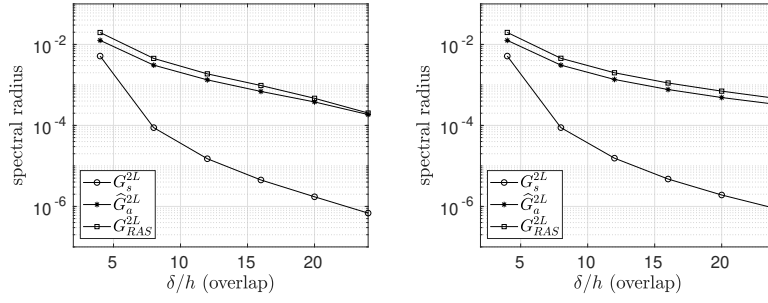 spectral radius
10^{-2}
10^{-4}
10^{-6}
G_s^{2L}
\widehat{G}_a^{2L}
G_{RAS}^{2L}
5 10 15 20
δ/h (overlap)
spectral radius
10^{-2}
10^{-4}
10^{-6}
G_s^{2L}
\widehat{G}_a^{2L}
G_{RAS}^{2L}
5 10 15 20
δ/h (overlap)